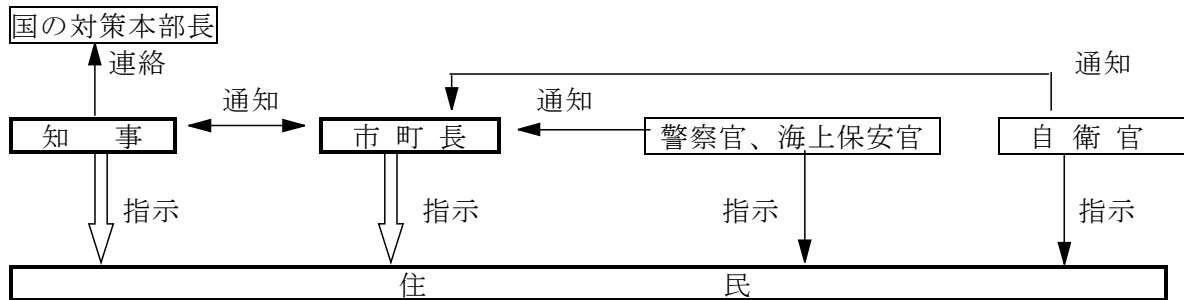 国の対策本部長
連絡
通知
通知
通知
知　事
市 町 長
警察官、海上保安官
自 衛 官
指示
指示
指示
指示
住　　　民